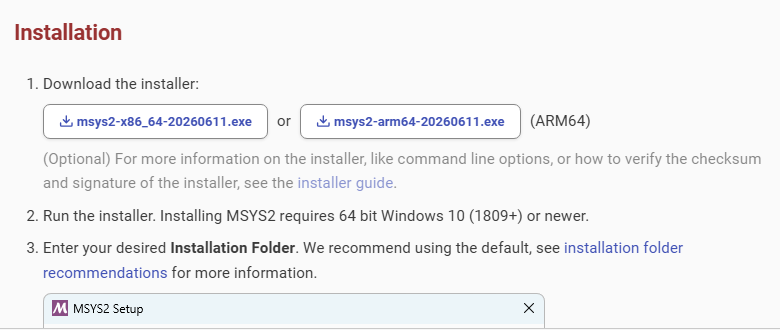 Installation
1. Download the installer:
msys2-x86_64-20260611.exe or msys2-arm64-20260611.exe (ARM64)
(Optional) For more information on the installer, like command line options, or how to verify the checksum
and signature of the installer, see the installer guide.
2. Run the installer. Installing MSYS2 requires 64 bit Windows 10 (1809+) or newer.
3. Enter your desired Installation Folder. We recommend using the default, see installation folder
recommendations for more information.
MSYS2 Setup